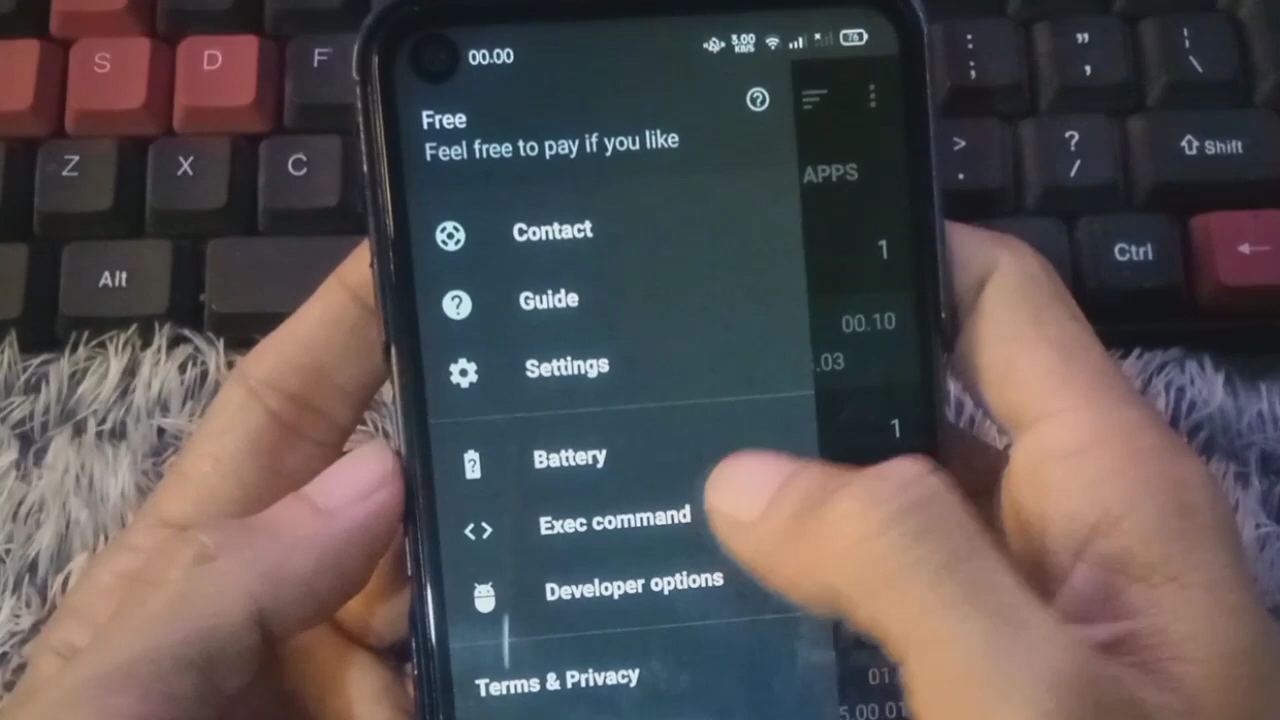 S D F
Z X C
Alt
: ;
" ,
| \
> .
? /
Shift
Ctrl
←
00.00
3.00
KB/S
76
Free
Feel free to pay if you like
Contact
Guide
Settings
Battery
Exec command
Developer options
Terms & Privacy
APPS
1
00.10
.03
1
01
5.00.01